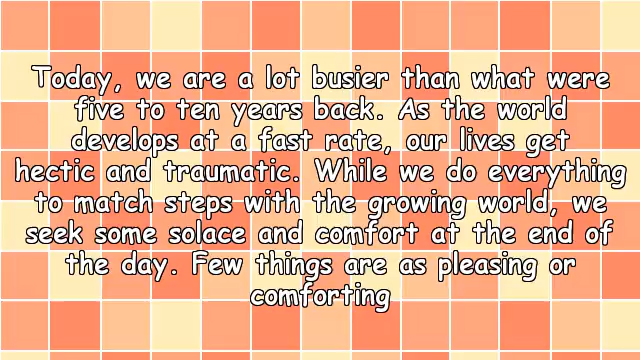 Today, we are a lot busier than what were
five to ten years back. As the world
develops at a fast rate, our lives get
hectic and traumatic. While we do everything
to match steps with the growing world, we
seek some solace and comfort at the end of
the day. Few things are as pleasing or
comforting